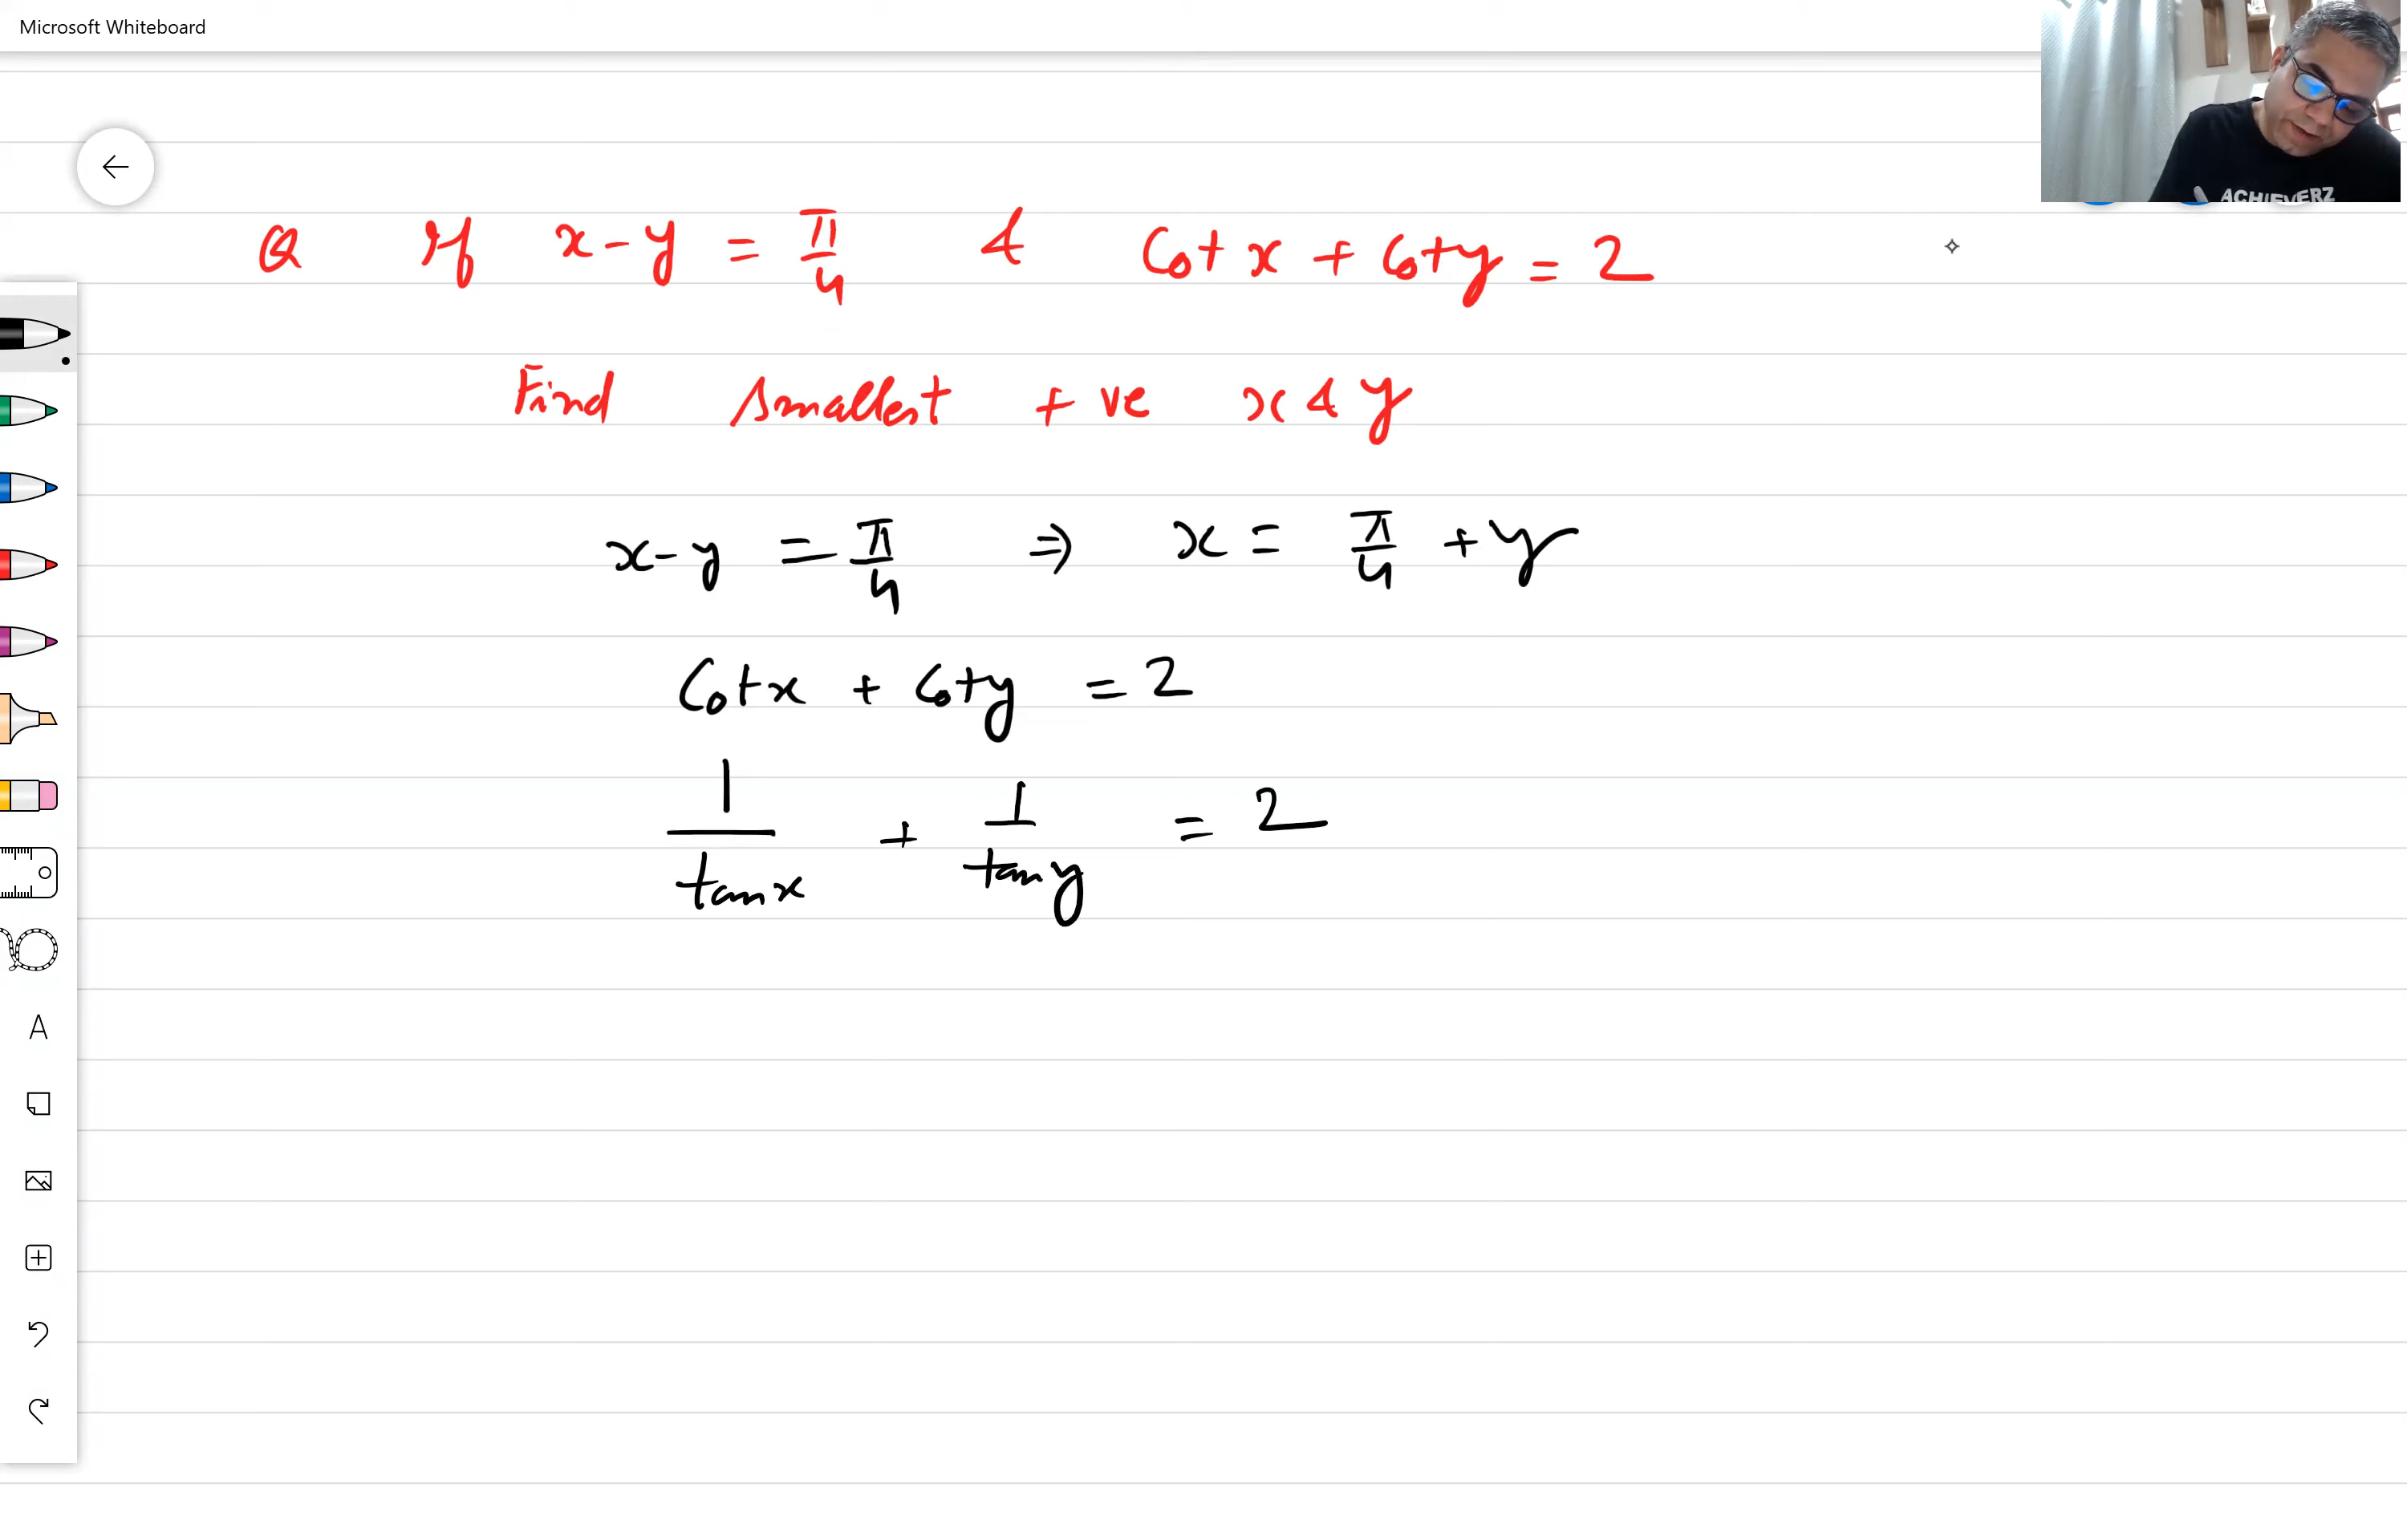 Microsoft Whiteboard
ACHIEVERZ
Q If x - y = π/4 & Cot x + Cot y = 2
Find smallest +ve x & y
x - y = π/4 ⇒ x = π/4 + y
Cot x + Cot y = 2
1/tan x + 1/tan y = 2
A